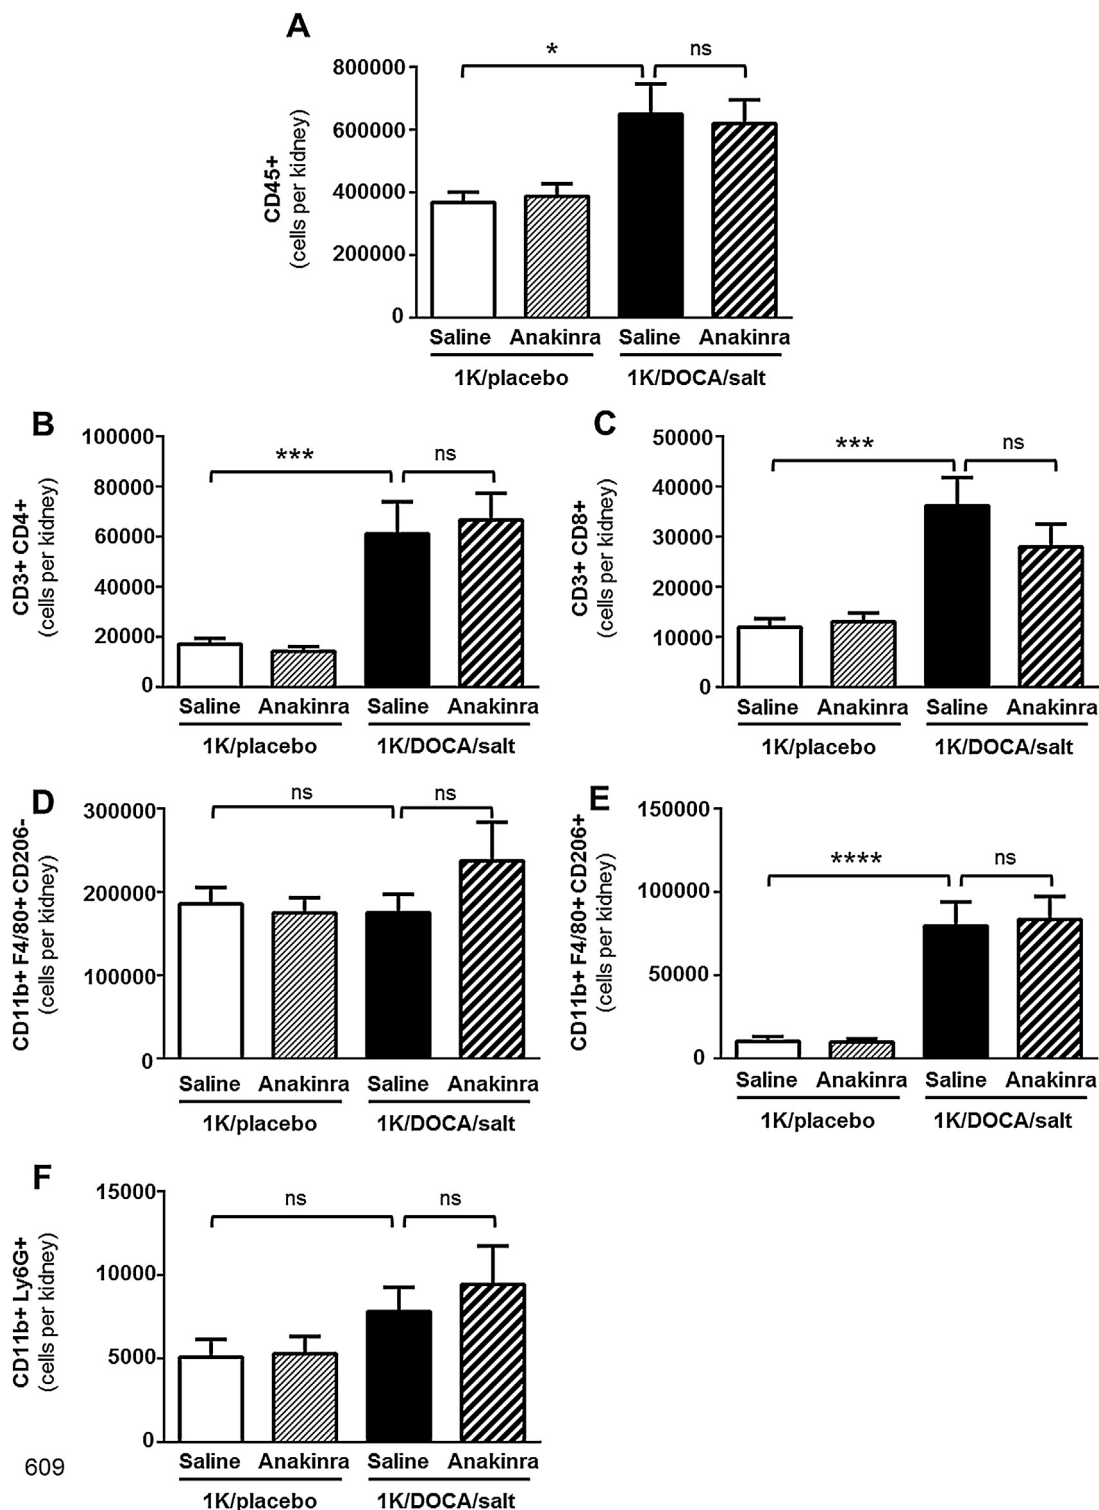 A
CD45+
(cells per kidney)
800000
600000
400000
200000
0
* ns
Saline Anakinra Saline Anakinra
1K/placebo 1K/DOCA/salt
B
CD3+ CD4+
(cells per kidney)
100000
80000
60000
40000
20000
0
*** ns
Saline Anakinra Saline Anakinra
1K/placebo 1K/DOCA/salt
C
CD3+ CD8+
(cells per kidney)
50000
40000
30000
20000
10000
0
*** ns
Saline Anakinra Saline Anakinra
1K/placebo 1K/DOCA/salt
D
CD11b+ F4/80+ CD206-
(cells per kidney)
300000
200000
100000
0
ns ns
Saline Anakinra Saline Anakinra
1K/placebo 1K/DOCA/salt
E
CD11b+ F4/80+ CD206+
(cells per kidney)
150000
100000
50000
0
**** ns
Saline Anakinra Saline Anakinra
1K/placebo 1K/DOCA/salt
F
CD11b+ Ly6G+
(cells per kidney)
15000
10000
5000
0
ns ns
Saline Anakinra Saline Anakinra
1K/placebo 1K/DOCA/salt
609